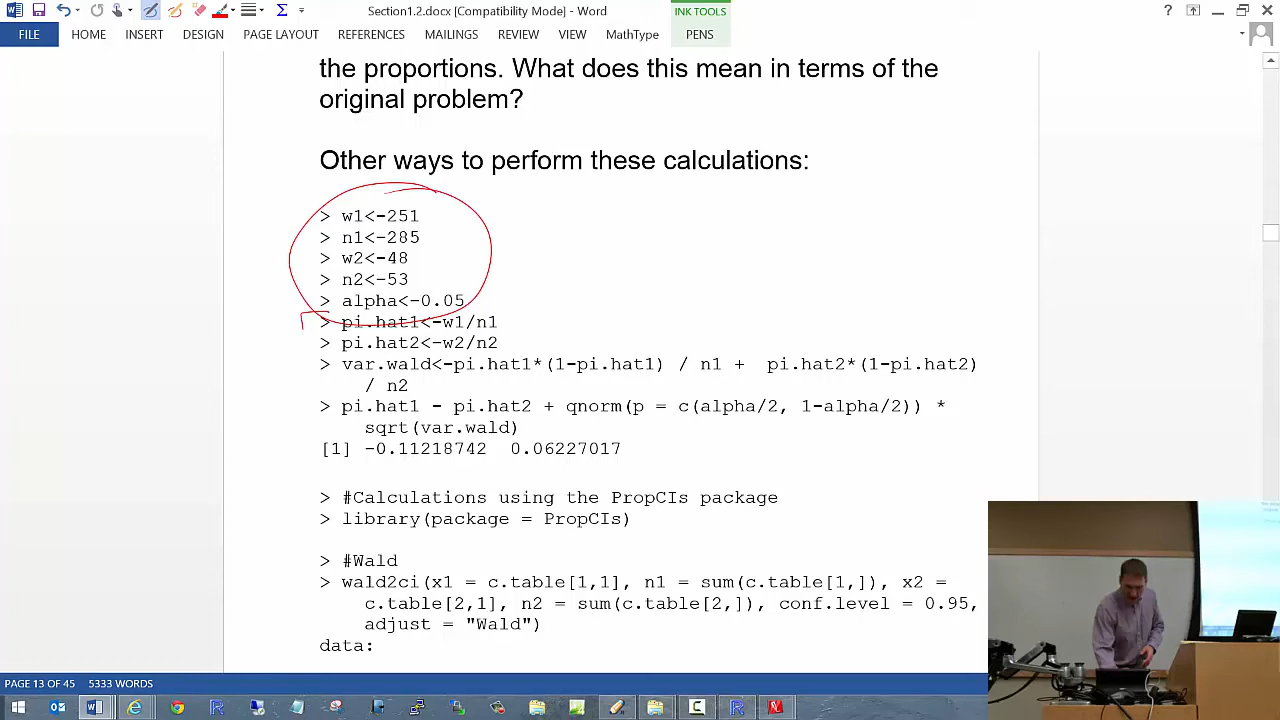 Section1.2.docx [Compatibility Mode] - Word
INK TOOLS
FILE HOME INSERT DESIGN PAGE LAYOUT REFERENCES MAILINGS REVIEW VIEW MathType PENS
the proportions. What does this mean in terms of the
original problem?
Other ways to perform these calculations:
> w1<-251
> n1<-285
> w2<-48
> n2<-53
> alpha<-0.05
> pi.hat1<-w1/n1
> pi.hat2<-w2/n2
> var.wald<-pi.hat1*(1-pi.hat1) / n1 + pi.hat2*(1-pi.hat2)
/ n2
> pi.hat1 - pi.hat2 + qnorm(p = c(alpha/2, 1-alpha/2)) *
sqrt(var.wald)
[1] -0.11218742 0.06227017
> #Calculations using the PropCIs package
> library(package = PropCIs)
> #Wald
> wald2ci(x1 = c.table[1,1], n1 = sum(c.table[1,]), x2 =
c.table[2,1], n2 = sum(c.table[2,]), conf.level = 0.95,
adjust = "Wald")
data:
PAGE 13 OF 45 5333 WORDS